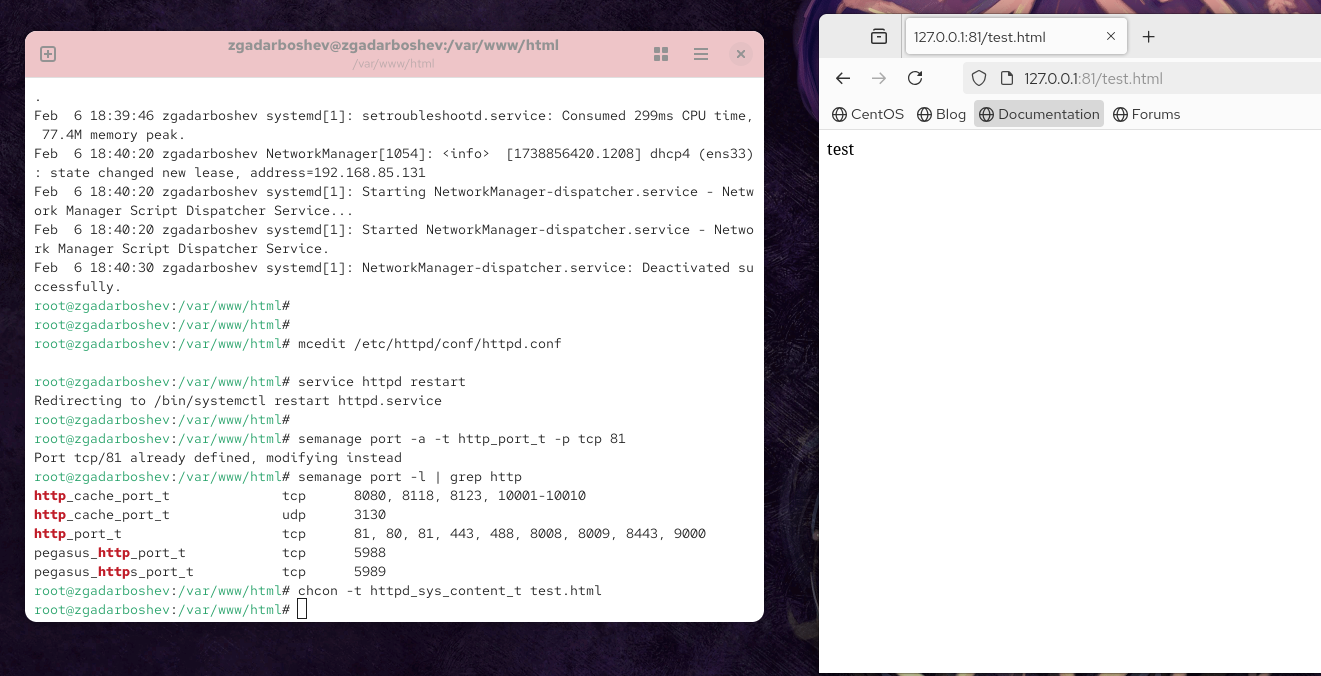 zgadarboshev@zgadarboshev:/var/www/html
/var/www/html
.
Feb  6 18:39:46 zgadarboshev systemd[1]: setroubleshootd.service: Consumed 299ms CPU time,
 77.4M memory peak.
Feb  6 18:40:20 zgadarboshev NetworkManager[1054]: <info>  [1738856420.1208] dhcp4 (ens33)
: state changed new lease, address=192.168.85.131
Feb  6 18:40:20 zgadarboshev systemd[1]: Starting NetworkManager-dispatcher.service - Netw
ork Manager Script Dispatcher Service...
Feb  6 18:40:20 zgadarboshev systemd[1]: Started NetworkManager-dispatcher.service - Netwo
rk Manager Script Dispatcher Service.
Feb  6 18:40:30 zgadarboshev systemd[1]: NetworkManager-dispatcher.service: Deactivated su
ccessfully.
root@zgadarboshev:/var/www/html#
root@zgadarboshev:/var/www/html#
root@zgadarboshev:/var/www/html# mcedit /etc/httpd/conf/httpd.conf
root@zgadarboshev:/var/www/html# service httpd restart
Redirecting to /bin/systemctl restart httpd.service
root@zgadarboshev:/var/www/html#
root@zgadarboshev:/var/www/html# semanage port -a -t http_port_t -p tcp 81
Port tcp/81 already defined, modifying instead
root@zgadarboshev:/var/www/html# semanage port -l | grep http
http_cache_port_t              tcp      8080, 8118, 8123, 10001-10010
http_cache_port_t              udp      3130
http_port_t                    tcp      81, 80, 81, 443, 488, 8008, 8009, 8443, 9000
pegasus_http_port_t            tcp      5988
pegasus_https_port_t           tcp      5989
root@zgadarboshev:/var/www/html# chcon -t httpd_sys_content_t test.html
root@zgadarboshev:/var/www/html#
127.0.0.1:81/test.html
127.0.0.1:81/test.html
CentOS Blog Documentation Forums
test